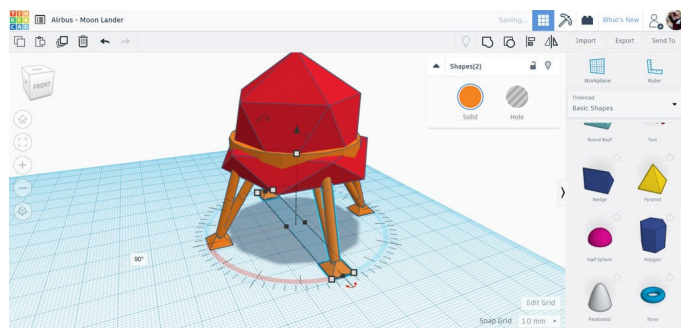 TIN
KER
CAD
Airbus - Moon Lander
Saving...
What's New
Import
Export
Send To
Shapes(2)
Solid
Hole
FRONT
Workplane
Ruler
Tinkercad
Basic Shapes
Round Roof
Text
Wedge
Pyramid
Half Sphere
Polygon
Paraboloid
Torus
90°
Edit Grid
Snap Grid 1.0 mm